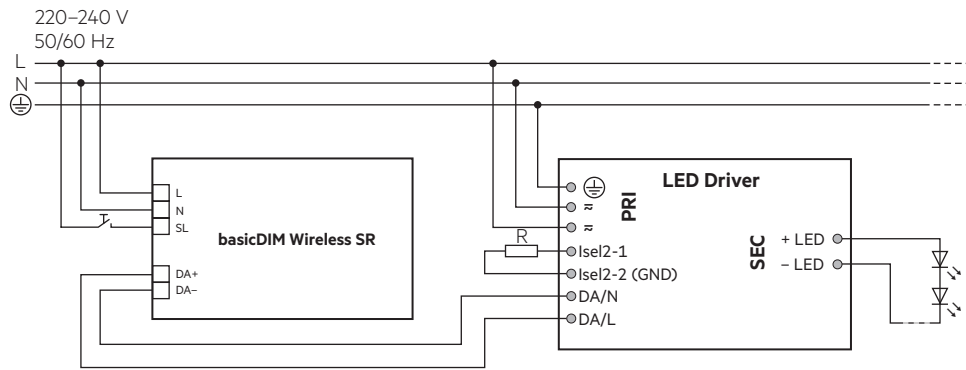 220–240 V
50/60 Hz
L
N
L
N
SL
basicDIM Wireless SR
DA+
DA–
LED Driver
PRI
≂
≂
R
Isel2-1
Isel2-2 (GND)
DA/N
DA/L
SEC
+ LED
– LED